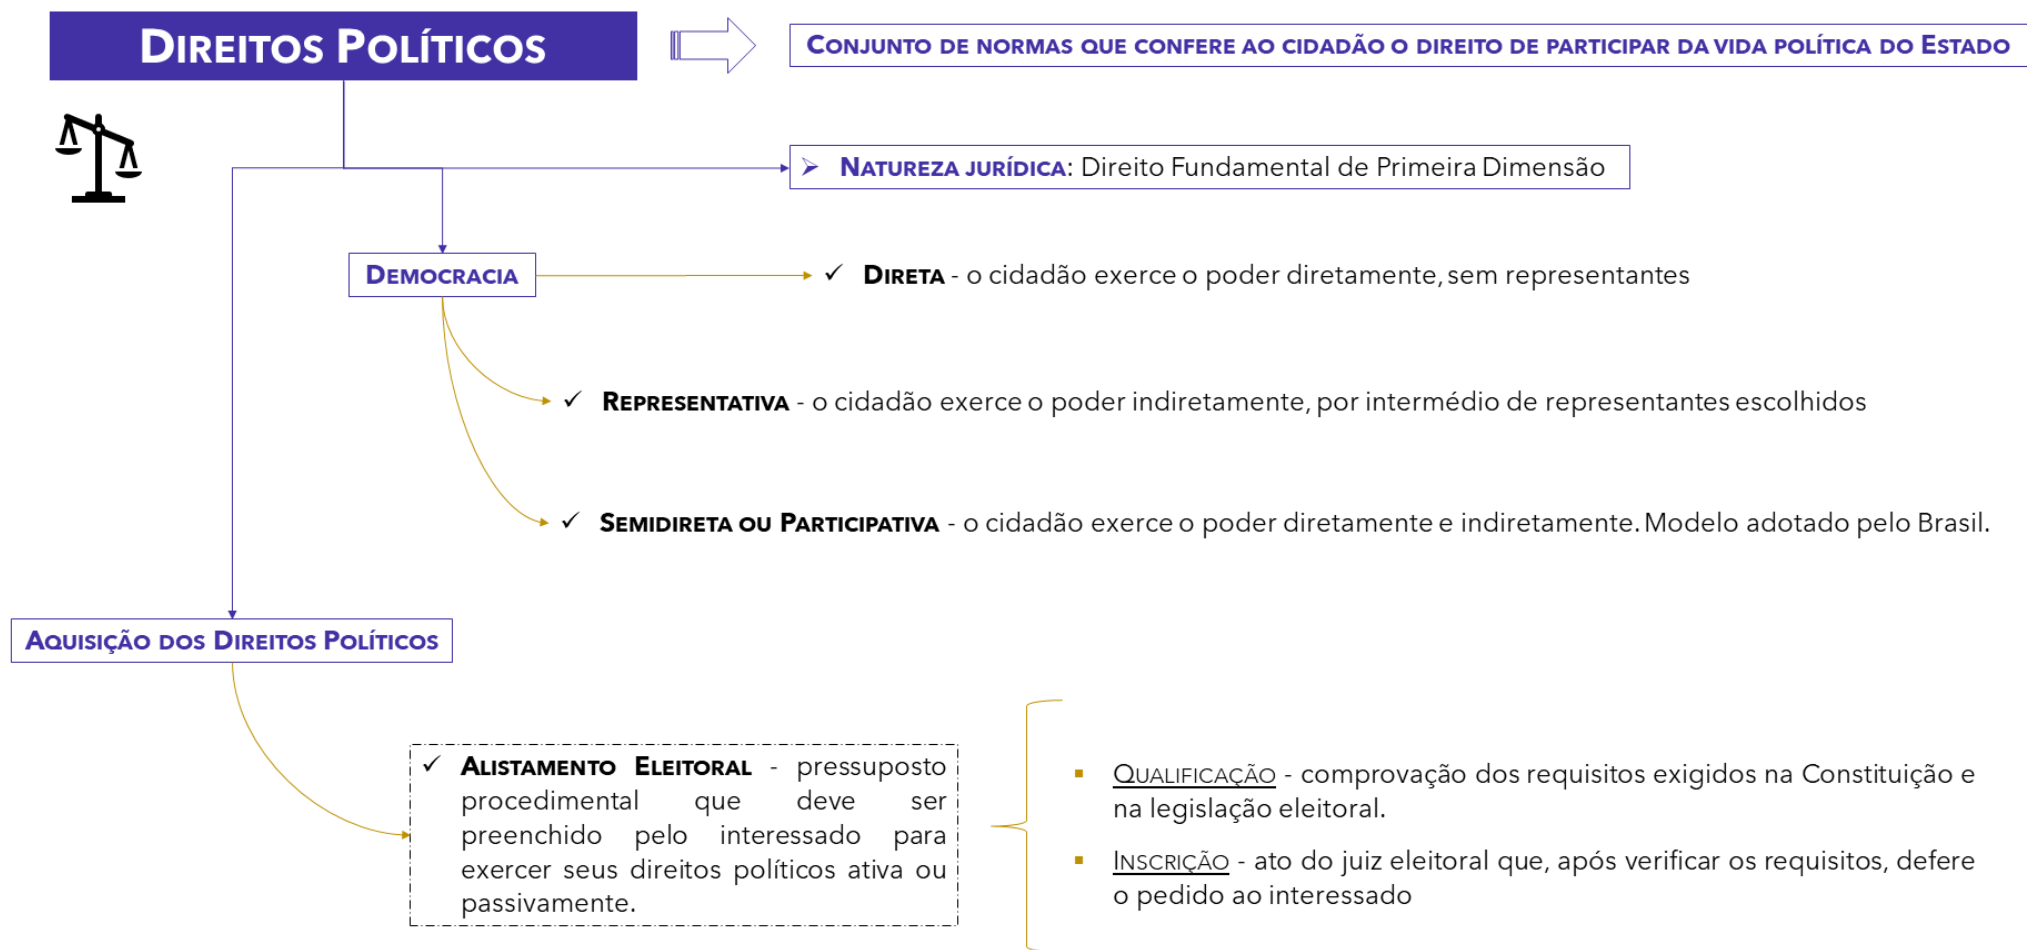 DIREITOS POLÍTICOS
CONJUNTO DE NORMAS QUE CONFERE AO CIDADÃO O DIREITO DE PARTICIPAR DA VIDA POLÍTICA DO ESTADO
➢ NATUREZA JURÍDICA: Direito Fundamental de Primeira Dimensão
DEMOCRACIA
✓ DIRETA - o cidadão exerce o poder diretamente, sem representantes
✓ REPRESENTATIVA - o cidadão exerce o poder indiretamente, por intermédio de representantes escolhidos
✓ SEMIDIRETA OU PARTICIPATIVA - o cidadão exerce o poder diretamente e indiretamente. Modelo adotado pelo Brasil.
AQUISIÇÃO DOS DIREITOS POLÍTICOS
✓ ALISTAMENTO ELEITORAL - pressuposto
procedimental que deve ser
preenchido pelo interessado para
exercer seus direitos políticos ativa ou
passivamente.
▪ QUALIFICAÇÃO - comprovação dos requisitos exigidos na Constituição e
na legislação eleitoral.
▪ INSCRIÇÃO - ato do juiz eleitoral que, após verificar os requisitos, defere
o pedido ao interessado